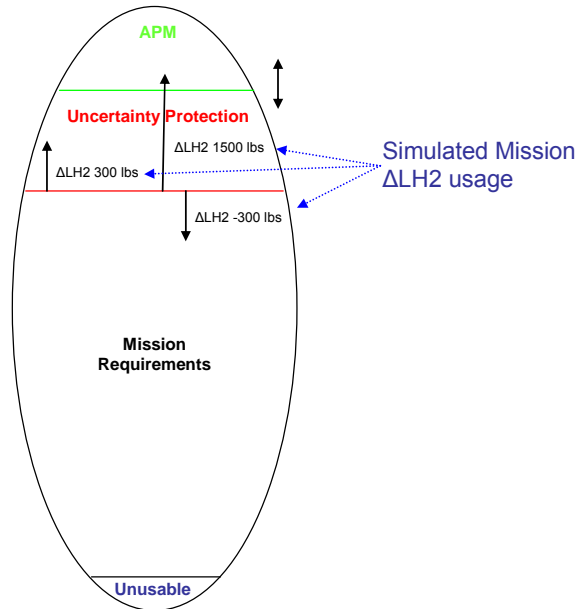 APM
Uncertainty Protection
ΔLH2 1500 lbs
Simulated Mission
ΔLH2 usage
ΔLH2 300 lbs
ΔLH2 -300 lbs
Mission
Requirements
Unusable